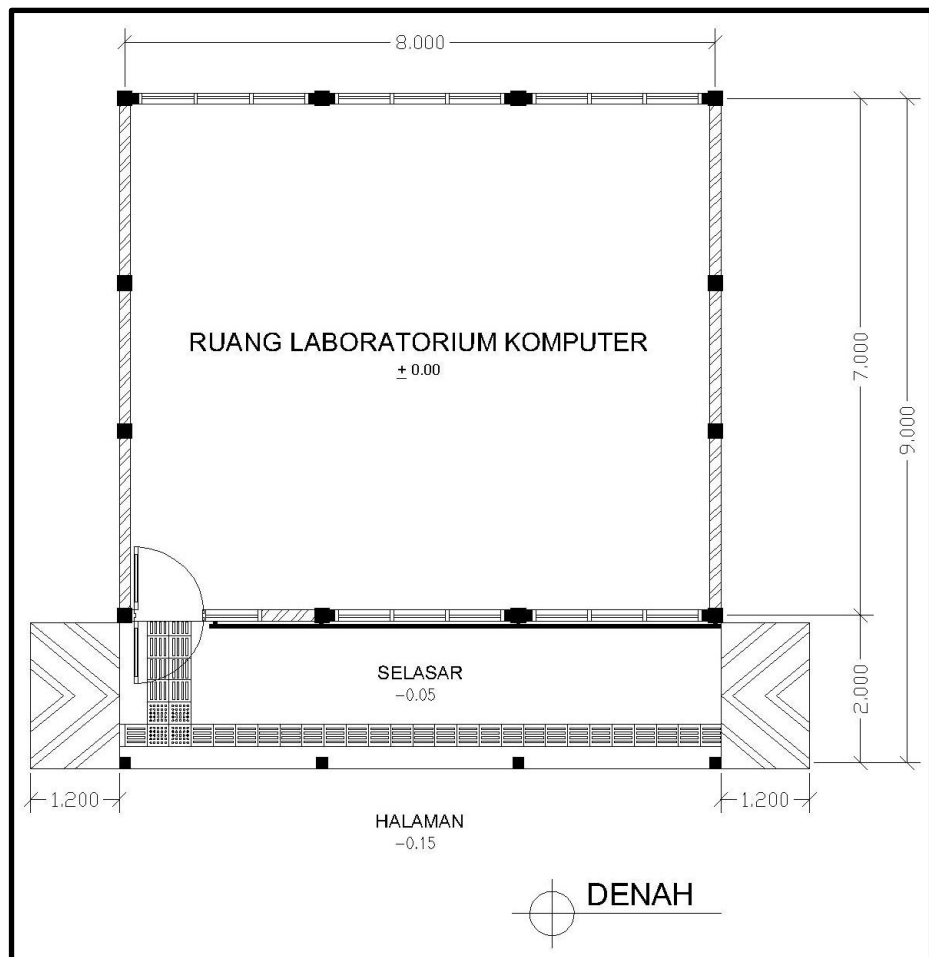 8.000
RUANG LABORATORIUM KOMPUTER
± 0.00
7.000
9.000
SELASAR
-0.05
2.000
1.200
1.200
HALAMAN
-0.15
DENAH